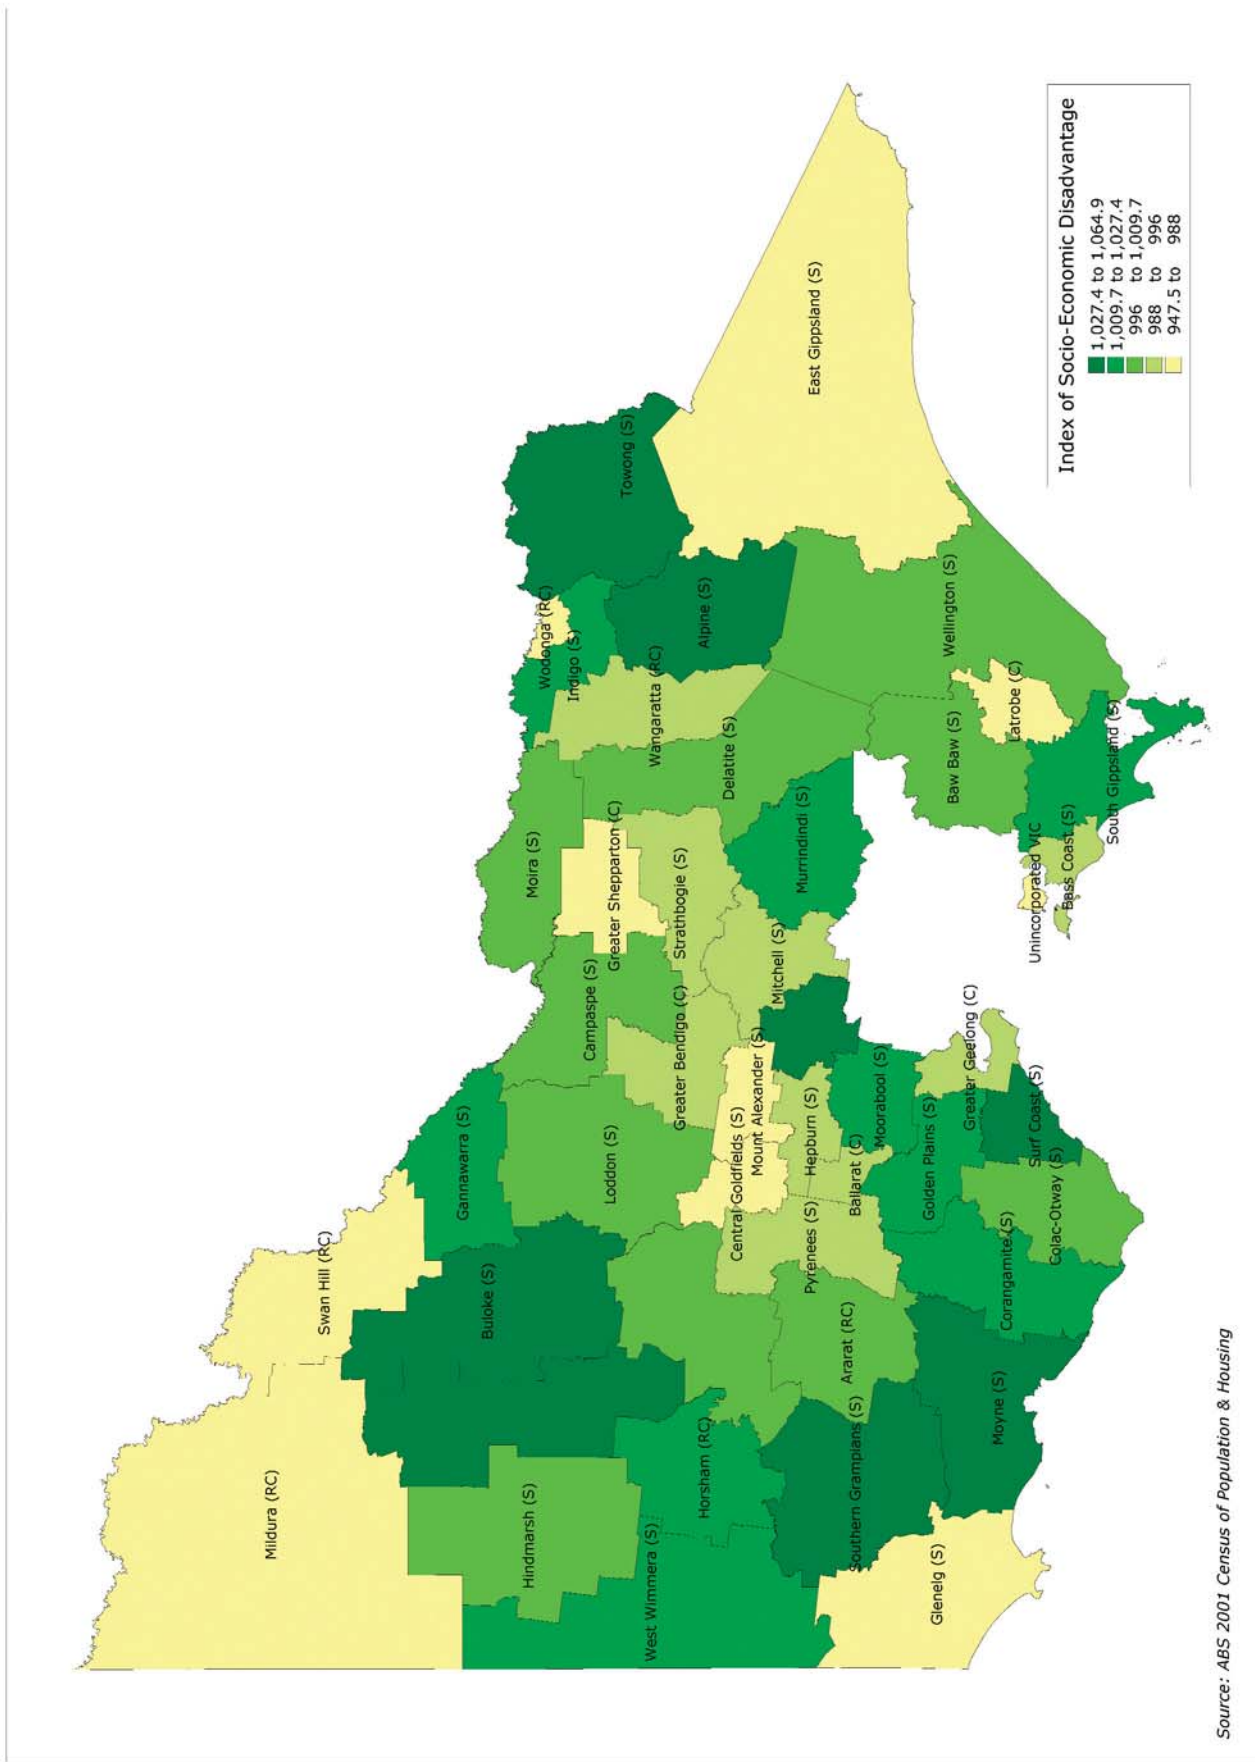 Mildura (RC)
Swan Hill (RC)
Buloke (S)
Gannawarra (S)
Hindmarsh (S)
Loddon (S)
Campaspe (S)
Moira (S)
Greater Shepparton (C)
Wodonga (RC)
Indigo (S)
Towong (S)
West Wimmera (S)
Horsham (RC)
Greater Bendigo (C)
Strathbogie (S)
Wangaratta (RC)
Alpine (S)
Delatite (S)
Central Goldfields (S)
Mount Alexander (S)
Mitchell (S)
Murrindindi (S)
East Gippsland (S)
Pyrenees (S)
Hepburn (S)
Ararat (RC)
Ballarat (C)
Southern Grampians (S)
Moorabool (S)
Glenelg (S)
Golden Plains (S)
Greater Geelong (C)
Baw Baw (S)
Wellington (S)
Moyne (S)
Corangamite (S)
Latrobe (C)
Surf Coast (S)
Colac-Otway (S)
Unincorporated VIC
Bass Coast (S)
South Gippsland (S)
Index of Socio-Economic Disadvantage
1,027.4 to 1,064.9
1,009.7 to 1,027.4
996 to 1,009.7
988 to 996
947.5 to 988
Source: ABS 2001 Census of Population & Housing